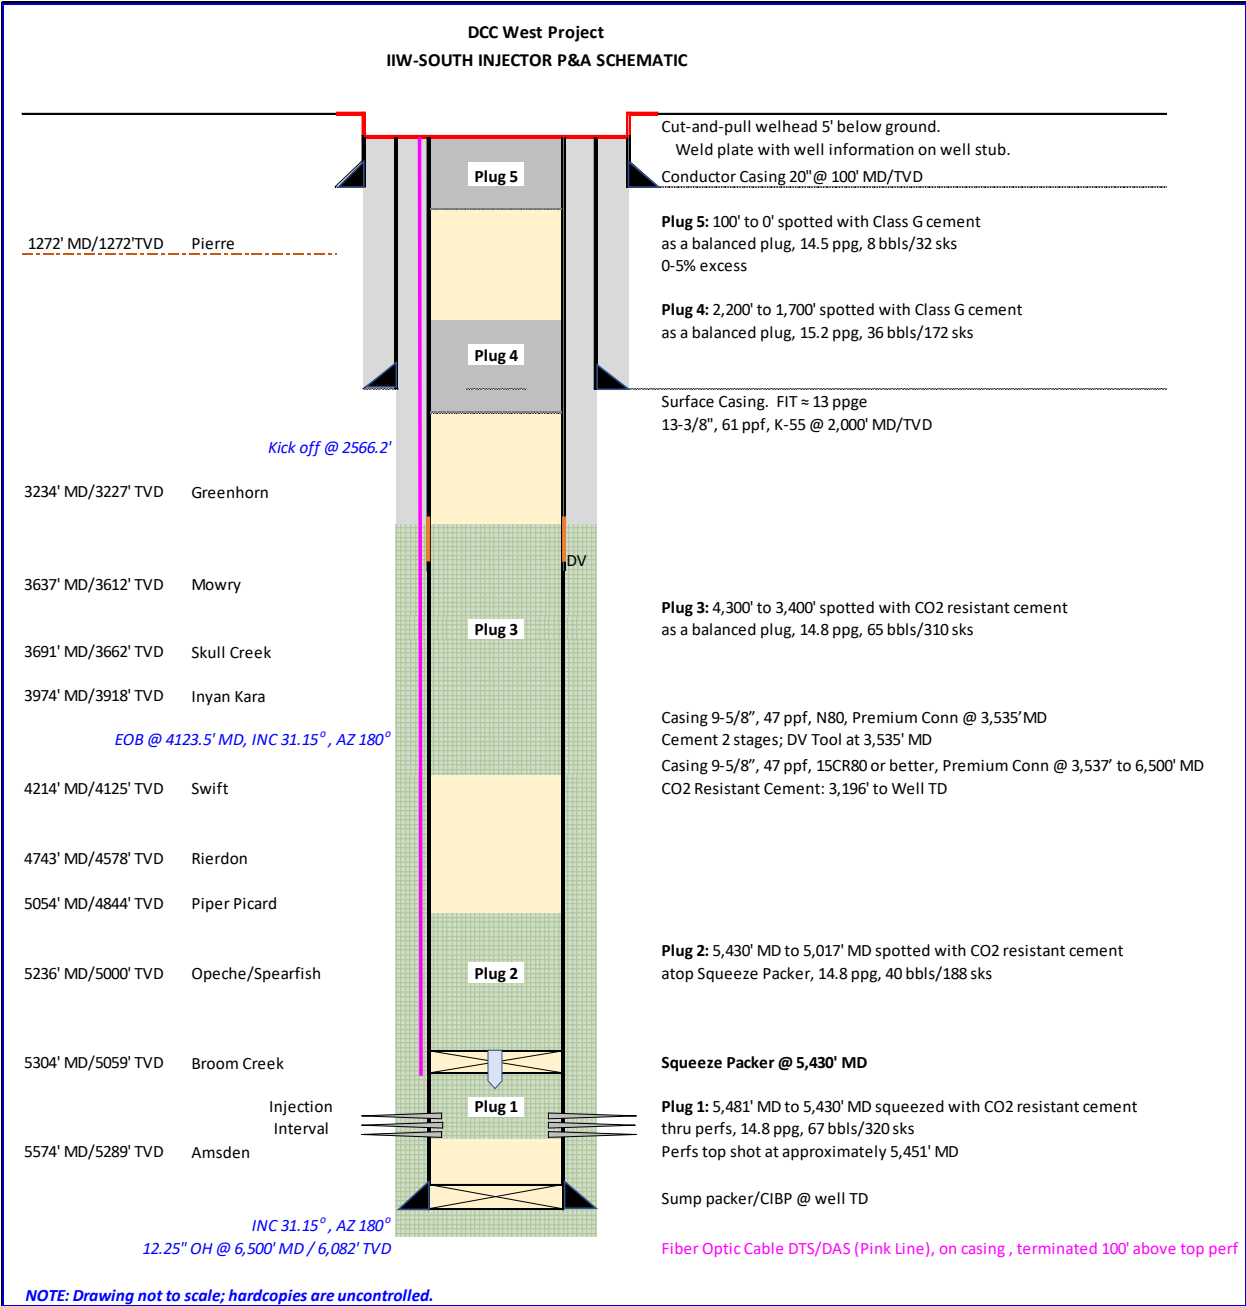 DCC West Project
IIW-SOUTH INJECTOR P&A SCHEMATIC
Cut-and-pull welhead 5' below ground.
Weld plate with well information on well stub.
Conductor Casing 20"@ 100' MD/TVD
Plug 5
Plug 5: 100' to 0' spotted with Class G cement
as a balanced plug, 14.5 ppg, 8 bbls/32 sks
0-5% excess
1272' MD/1272'TVD Pierre
Plug 4: 2,200' to 1,700' spotted with Class G cement
as a balanced plug, 15.2 ppg, 36 bbls/172 sks
Plug 4
Surface Casing. FIT ≈ 13 ppge
13-3/8", 61 ppf, K-55 @ 2,000' MD/TVD
Kick off @ 2566.2'
3234' MD/3227' TVD Greenhorn
DV
3637' MD/3612' TVD Mowry
Plug 3: 4,300' to 3,400' spotted with CO2 resistant cement
as a balanced plug, 14.8 ppg, 65 bbls/310 sks
Plug 3
3691' MD/3662' TVD Skull Creek
3974' MD/3918' TVD Inyan Kara
Casing 9-5/8”, 47 ppf, N80, Premium Conn @ 3,535’MD
EOB @ 4123.5' MD, INC 31.15°, AZ 180°
Cement 2 stages; DV Tool at 3,535' MD
Casing 9-5/8”, 47 ppf, 15CR80 or better, Premium Conn @ 3,537’ to 6,500' MD
4214' MD/4125' TVD Swift
CO2 Resistant Cement: 3,196' to Well TD
4743' MD/4578' TVD Rierdon
5054' MD/4844' TVD Piper Picard
Plug 2: 5,430' MD to 5,017' MD spotted with CO2 resistant cement
atop Squeeze Packer, 14.8 ppg, 40 bbls/188 sks
5236' MD/5000' TVD Opeche/Spearfish
Plug 2
5304' MD/5059' TVD Broom Creek
Squeeze Packer @ 5,430' MD
Injection
Interval
Plug 1
Plug 1: 5,481' MD to 5,430' MD squeezed with CO2 resistant cement
thru perfs, 14.8 ppg, 67 bbls/320 sks
Perfs top shot at approximately 5,451' MD
5574' MD/5289' TVD Amsden
Sump packer/CIBP @ well TD
INC 31.15°, AZ 180°
12.25" OH @ 6,500' MD / 6,082' TVD
Fiber Optic Cable DTS/DAS (Pink Line), on casing , terminated 100' above top perf
NOTE: Drawing not to scale; hardcopies are uncontrolled.